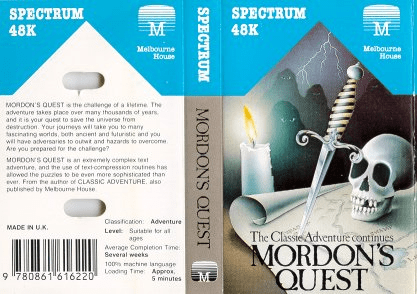 SPECTRUM
48K
M
Melbourne
House
MORDON'S QUEST is the challenge of a lifetime. The
adventure takes place over many thousands of years,
and it is your quest to save the universe from
destruction. Your journeys will take you to many
fascinating worlds, both ancient and futuristic and you
will have adversaries to outwit and hazards to overcome.
Are you prepared for the challenge?
MORDON'S QUEST is an extremely complex text
adventure, and the use of text-compression routines has
allowed the puzzles to be even more sophisticated than
ever. From the author of CLASSIC ADVENTURE, also
published by Melbourne House.
Classification: Adventure
MADE IN U.K.
Level: Suitable for all
ages
Average Completion Time:
Several weeks
100% machine language
Loading Time: Approx.
5 minutes
9 780861 616220
SPECTRUM
MORDON'S QUEST
M
SPECTRUM
48K
M
Melbourne
House
The Classic Adventure continues
MORDON'S
QUEST